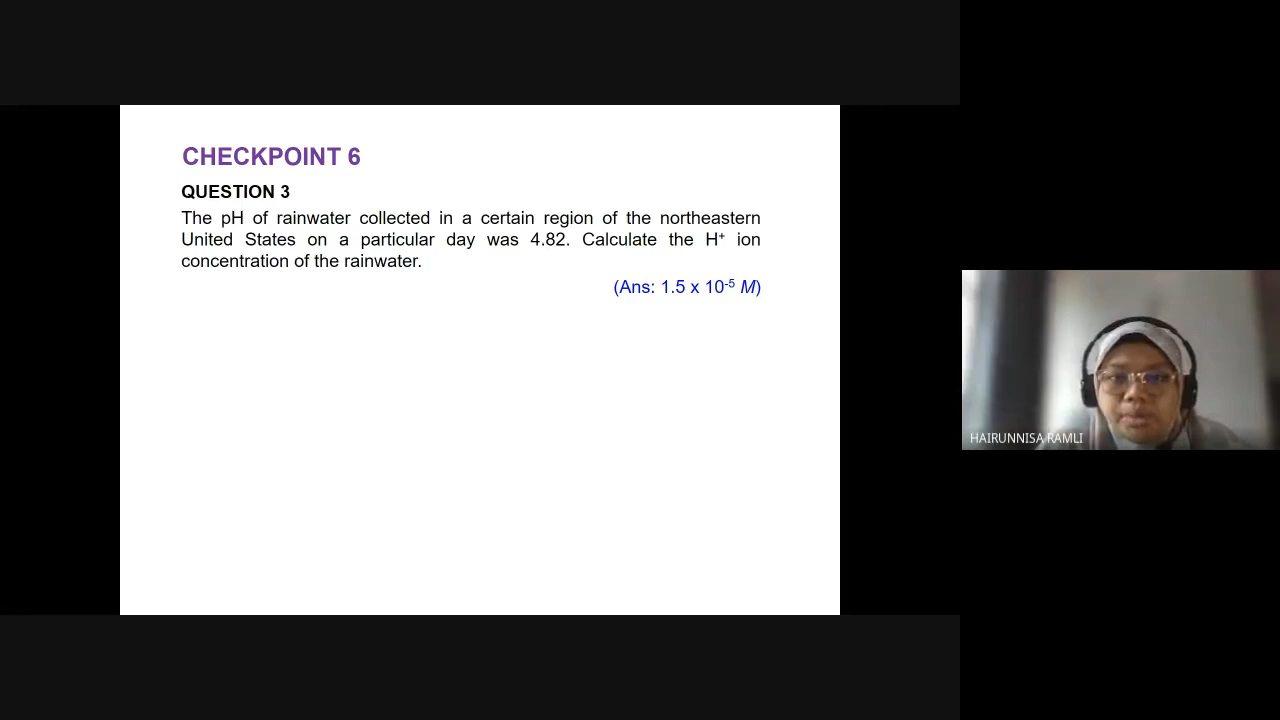 CHECKPOINT 6
QUESTION 3
The pH of rainwater collected in a certain region of the northeastern
United States on a particular day was 4.82. Calculate the H⁺ ion
concentration of the rainwater.
(Ans: 1.5 x 10⁻⁵ M)
HAIRUNNISA RAMLI